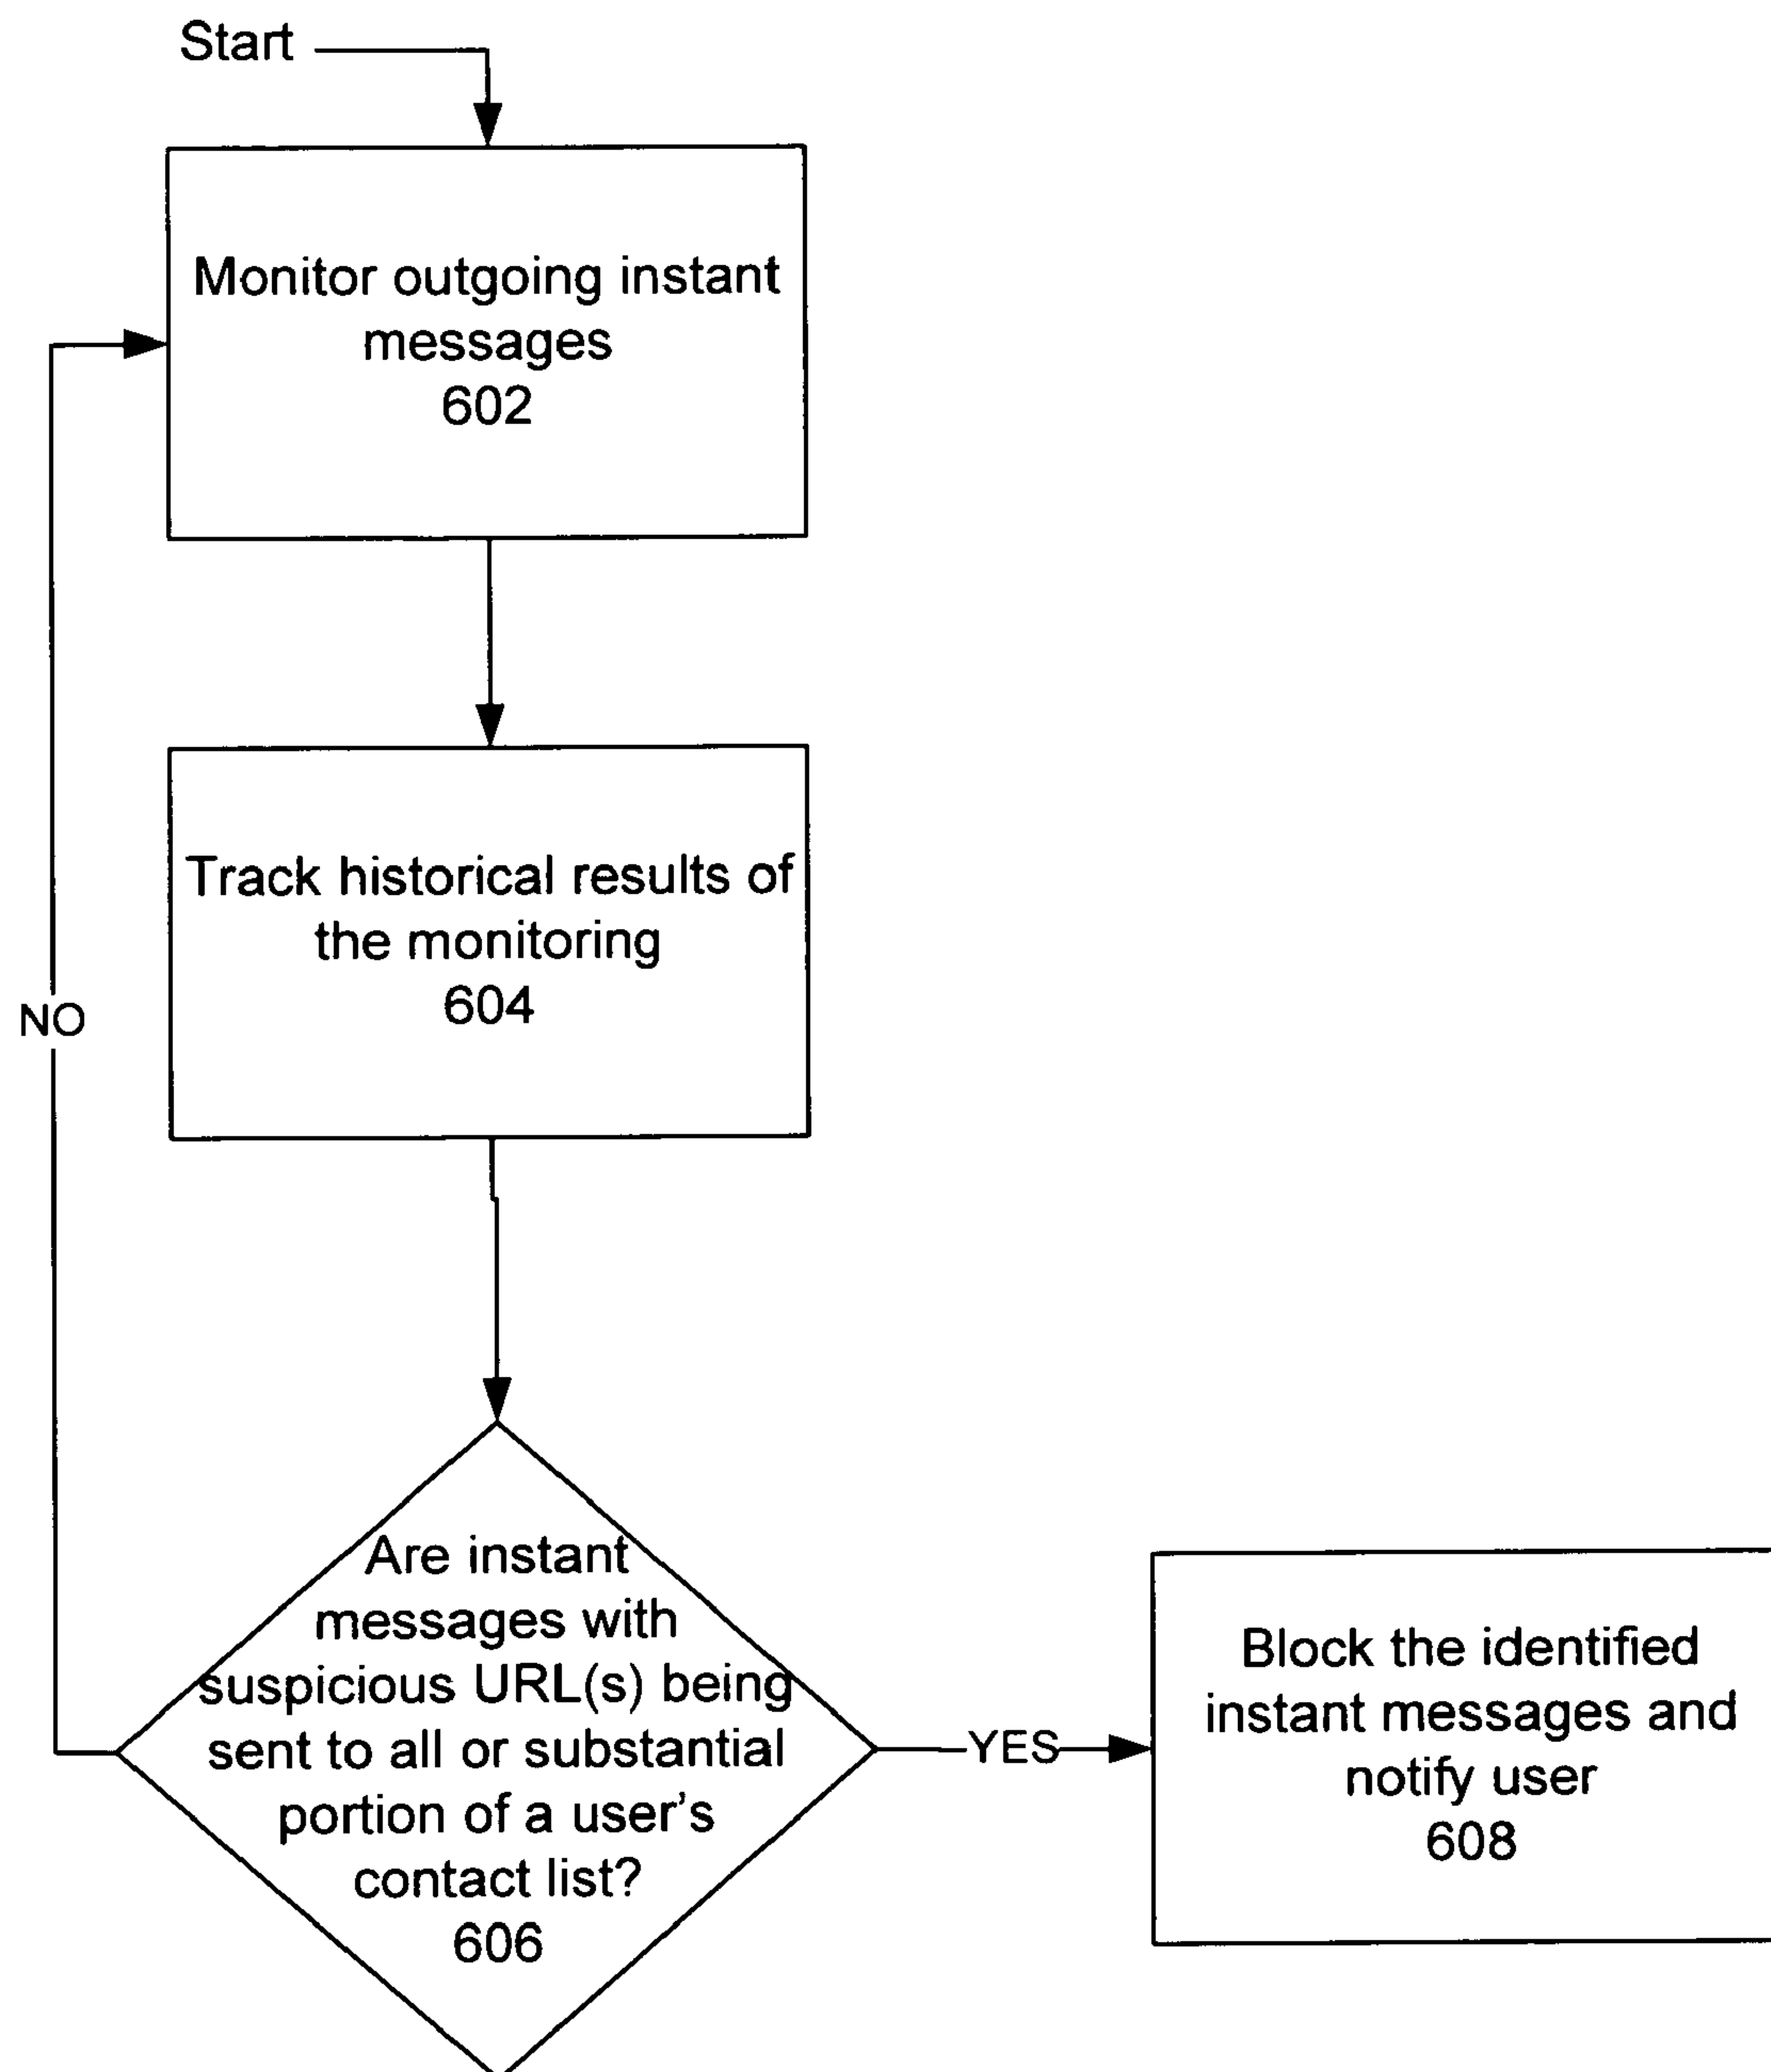 Start
Monitor outgoing instant
messages
602
Track historical results of
the monitoring
604
NO
Are instant
messages with
suspicious URL(s) being
sent to all or substantial
portion of a user's
contact list?
606
YES
Block the identified
instant messages and
notify user
608